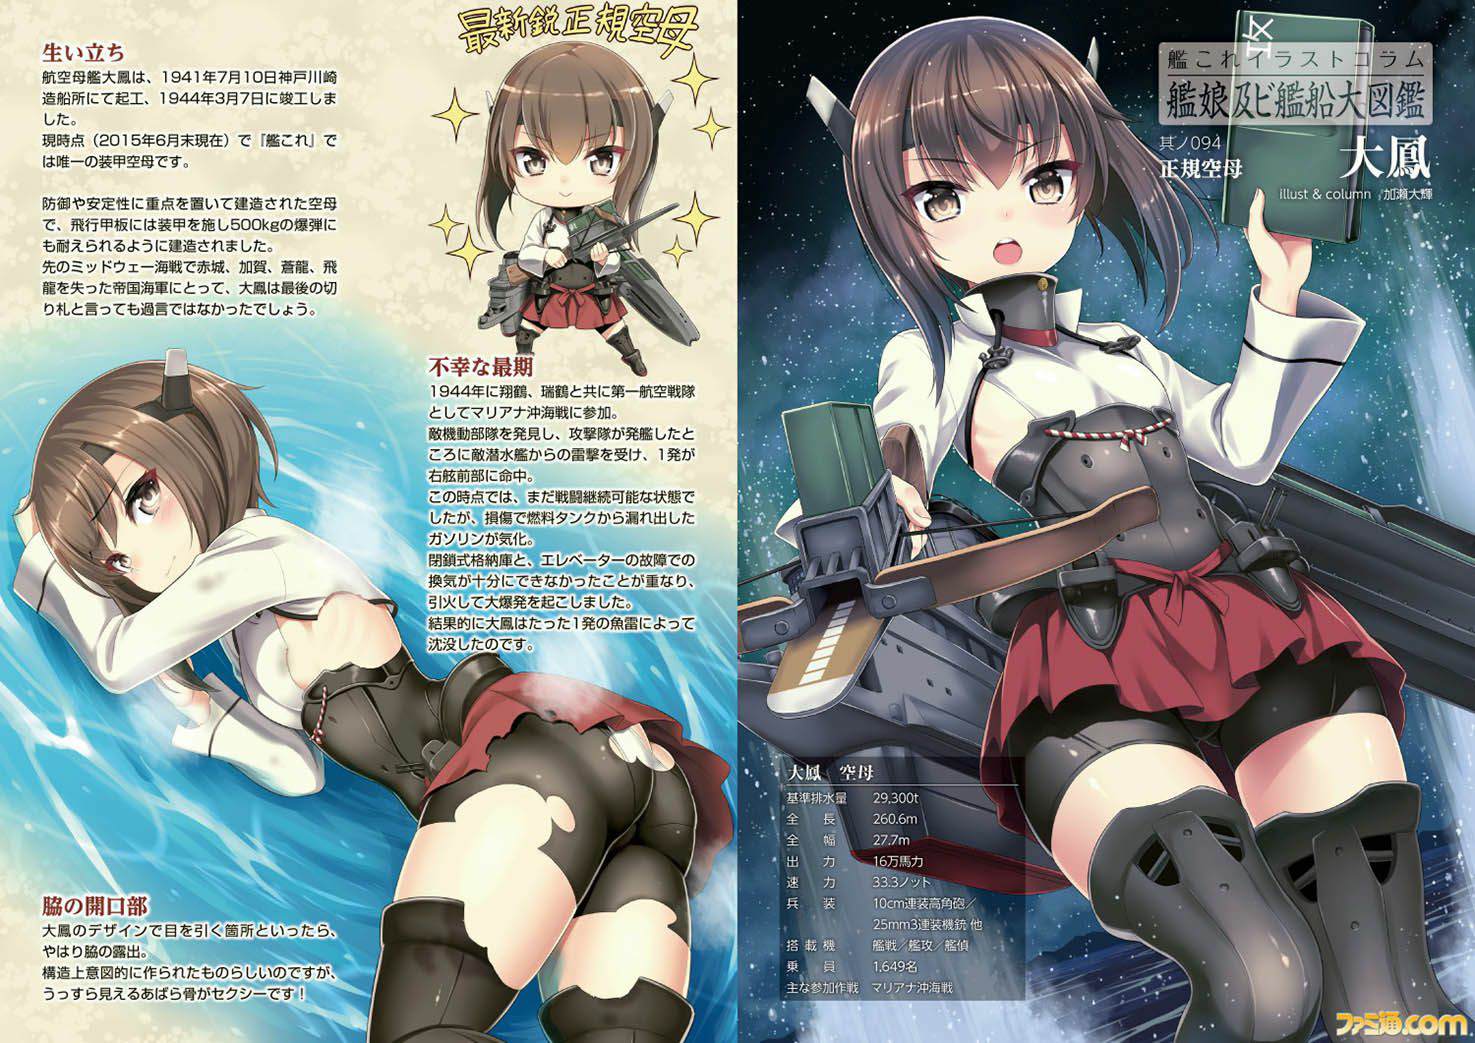 最新鋭正規空母
生い立ち
航空母艦大鳳は、1941年7月10日神戸川崎
造船所にて起工、1944年3月7日に竣工しま
した。
現時点（2015年6月末現在）で『艦これ』で
は唯一の装甲空母です。
防御や安定性に重点を置いて建造された空母
で、飛行甲板には装甲を施し500kgの爆弾に
も耐えられるように建造されました。
先のミッドウェー海戦で赤城、加賀、蒼龍、飛
龍を失った帝国海軍にとって、大鳳は最後の切
り札と言っても過言ではなかったでしょう。
不幸な最期
1944年に翔鶴、瑞鶴と共に第一航空戦隊
としてマリアナ沖海戦に参加。
敵機動部隊を発見し、攻撃隊が発艦したと
ころに敵潜水艦からの雷撃を受け、1発が
右舷前部に命中。
この時点では、まだ戦闘継続可能な状態で
したが、損傷で燃料タンクから漏れ出した
ガソリンが気化。
閉鎖式格納庫と、エレベーターの故障での
換気が十分にできなかったことが重なり、
引火して大爆発を起こしました。
結果的に大鳳はたった1発の魚雷によって
沈没したのです。
脇の開口部
大鳳のデザインで目を引く箇所といったら、
やはり脇の露出。
構造上意図的に作られたものらしいのですが、
うっすら見えるあばら骨がセクシーです！
艦これイラストコラム
艦娘及ビ艦船大図鑑
其ノ094
正規空母
大鳳
illust & column 加瀬大輝
大鳳 空母
基準排水量 29,300t
全長 260.6m
全幅 27.7m
出力 16万馬力
速力 33.3ノット
兵装 10cm連装高角砲／
25mm3連装機銃 他
搭載機 艦戦／艦攻／艦偵
乗員 1,649名
主な参加作戦 マリアナ沖海戦
ファミ通.com